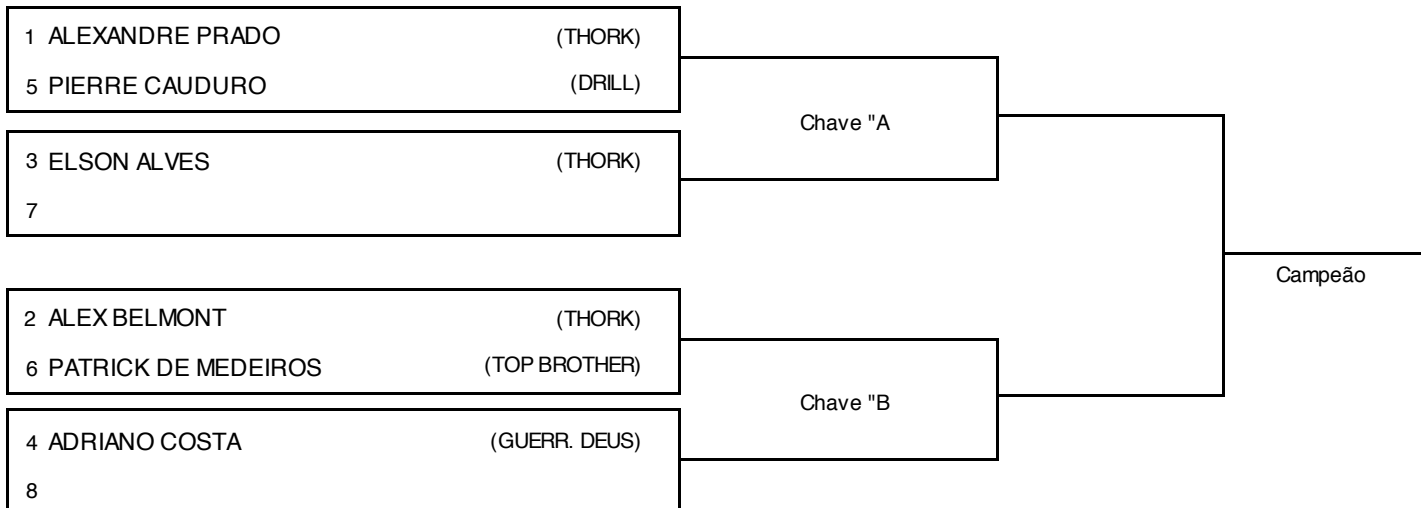 1 ALEXANDRE PRADO (THORK)
5 PIERRE CAUDURO (DRILL)
Chave "A
3 ELSON ALVES (THORK)
7
Campeão
2 ALEX BELMONT (THORK)
6 PATRICK DE MEDEIROS (TOP BROTHER)
Chave "B
4 ADRIANO COSTA (GUERR. DEUS)
8